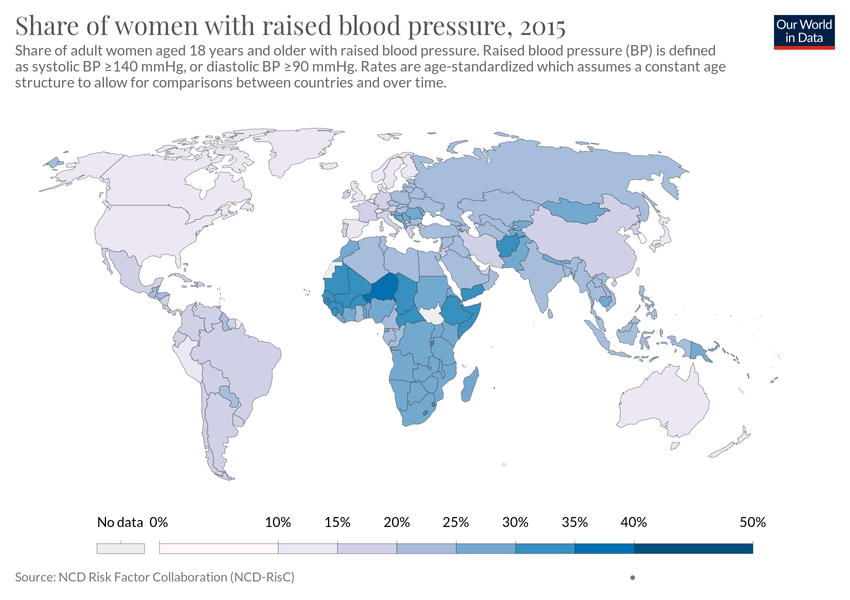 Share of women with raised blood pressure, 2015
Our World
in Data
Share of adult women aged 18 years and older with raised blood pressure. Raised blood pressure (BP) is defined
as systolic BP ≥140 mmHg, or diastolic BP ≥90 mmHg. Rates are age-standardized which assumes a constant age
structure to allow for comparisons between countries and over time.
No data 0% 10% 15% 20% 25% 30% 35% 40% 50%
Source: NCD Risk Factor Collaboration (NCD-RisC)